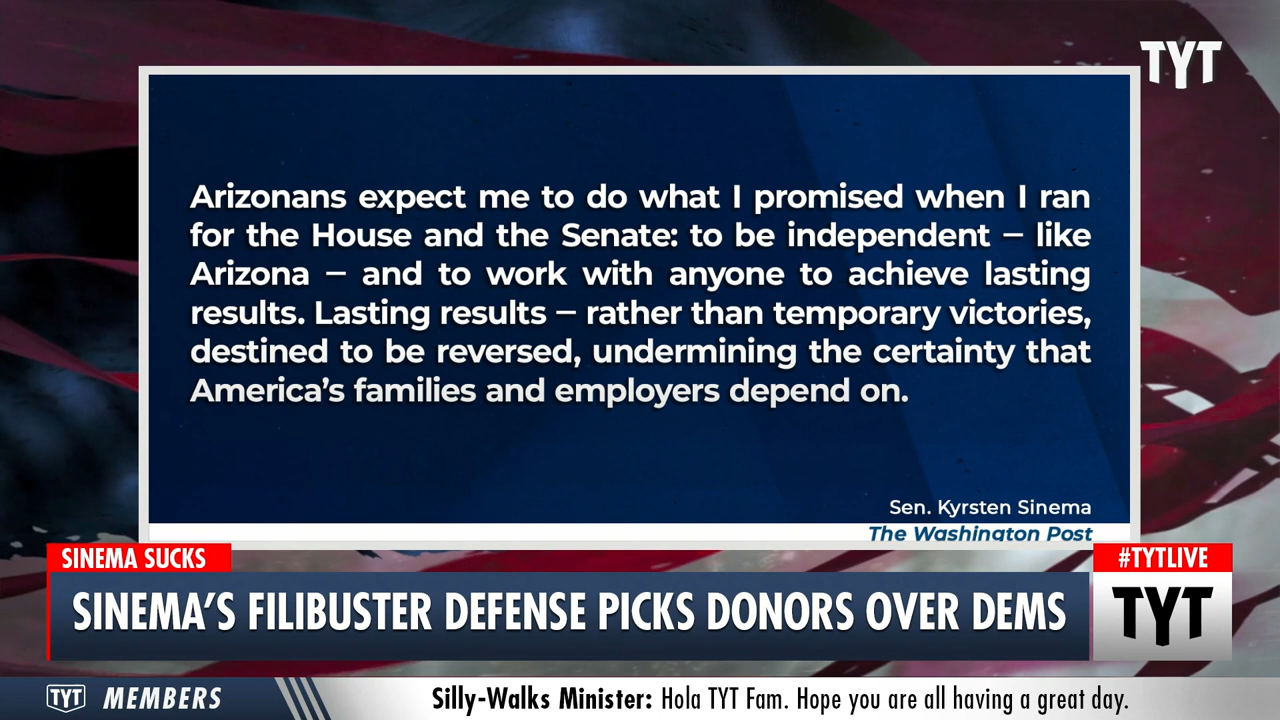 TYT
Arizonans expect me to do what I promised when I ran
for the House and the Senate: to be independent – like
Arizona – and to work with anyone to achieve lasting
results. Lasting results – rather than temporary victories,
destined to be reversed, undermining the certainty that
America’s families and employers depend on.
Sen. Kyrsten Sinema
The Washington Post
SINEMA SUCKS
#TYTLIVE
SINEMA’S FILIBUSTER DEFENSE PICKS DONORS OVER DEMS
TYT
TYT MEMBERS
Silly-Walks Minister: Hola TYT Fam. Hope you are all having a great day.